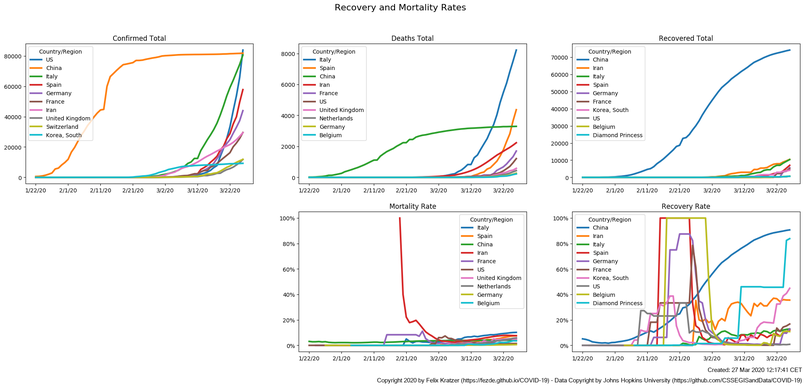 Recovery and Mortality Rates
Confirmed Total
Country/Region
US
China
Italy
Spain
Germany
France
Iran
United Kingdom
Switzerland
Korea, South
80000
60000
40000
20000
0
1/22/20 2/1/20 2/11/20 2/21/20 3/2/20 3/12/20 3/22/20
Deaths Total
Country/Region
Italy
Spain
China
Iran
France
US
United Kingdom
Netherlands
Germany
Belgium
8000
6000
4000
2000
0
1/22/20 2/1/20 2/11/20 2/21/20 3/2/20 3/12/20 3/22/20
Recovered Total
Country/Region
China
Iran
Italy
Spain
Germany
France
Korea, South
US
Belgium
Diamond Princess
70000
60000
50000
40000
30000
20000
10000
0
1/22/20 2/1/20 2/11/20 2/21/20 3/2/20 3/12/20 3/22/20
Mortality Rate
Country/Region
Italy
Spain
China
Iran
France
US
United Kingdom
Netherlands
Germany
Belgium
100%
80%
60%
40%
20%
0%
1/22/20 2/1/20 2/11/20 2/21/20 3/2/20 3/12/20 3/22/20
Recovery Rate
Country/Region
China
Iran
Italy
Spain
Germany
France
Korea, South
US
Belgium
Diamond Princess
100%
80%
60%
40%
20%
0%
1/22/20 2/1/20 2/11/20 2/21/20 3/2/20 3/12/20 3/22/20
Created: 27 Mar 2020 12:17:41 CET
Copyright 2020 by Felix Kratzer (https://fiezde.github.io/COVID-19) - Data Copyright by Johns Hopkins University (https://github.com/CSSEGISandData/COVID-19)